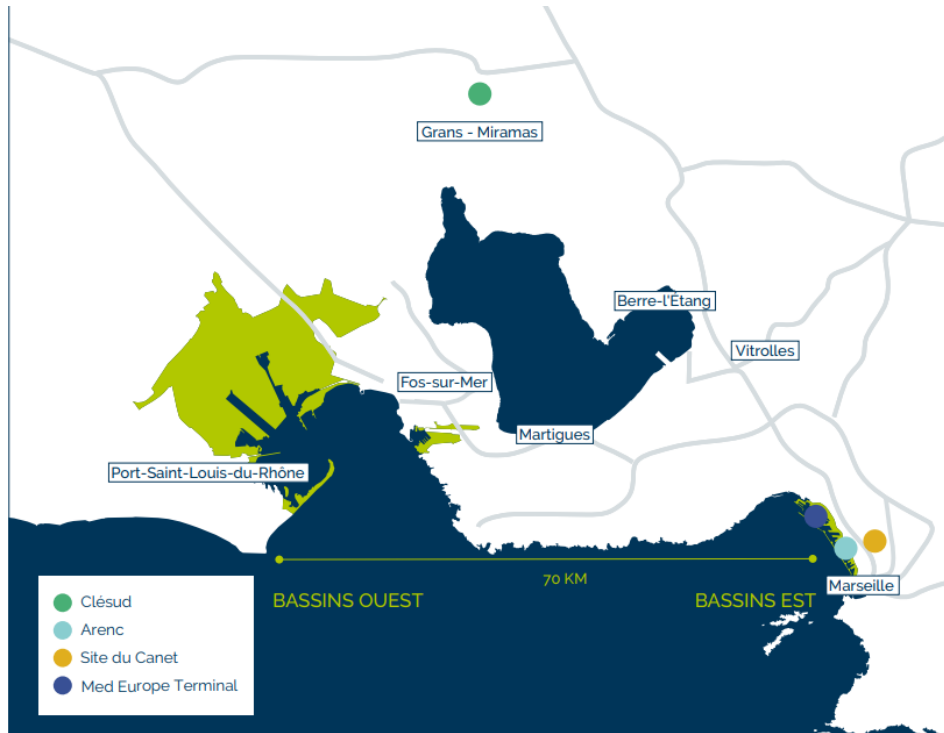 Grans - Miramas
Berre-l'Étang
Vitrolles
Fos-sur-Mer
Martigues
Port-Saint-Louis-du-Rhône
70 KM
Marseille
BASSINS OUEST
BASSINS EST
Clésud
Arenc
Site du Canet
Med Europe Terminal